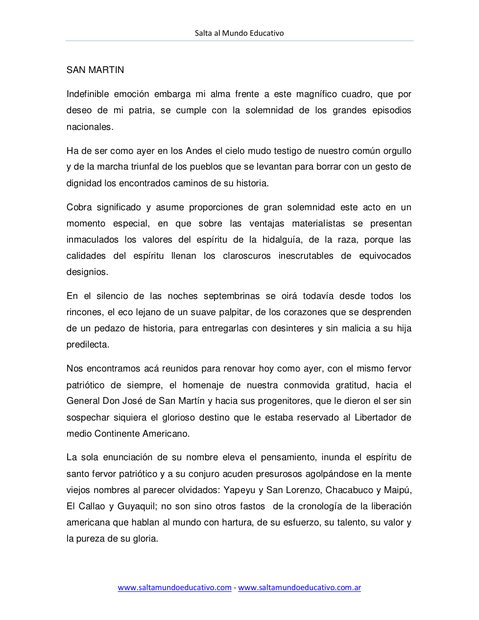 Salta al Mundo Educativo
SAN MARTIN
Indefinible emoción embarga mi alma frente a este magnífico cuadro, que por
deseo de mi patria, se cumple con la solemnidad de los grandes episodios
nacionales.
Ha de ser como ayer en los Andes el cielo mudo testigo de nuestro común orgullo
y de la marcha triunfal de los pueblos que se levantan para borrar con un gesto de
dignidad los encontrados caminos de su historia.
Cobra significado y asume proporciones de gran solemnidad este acto en un
momento especial, en que sobre las ventajas materialistas se presentan
inmaculados los valores del espíritu de la hidalguía, de la raza, porque las
calidades del espíritu llenan los claroscuros inescrutables de equivocados
designios.
En el silencio de las noches septembrinas se oirá todavía desde todos los
rincones, el eco lejano de un suave palpitar, de los corazones que se desprenden
de un pedazo de historia, para entregarlas con desinteres y sin malicia a su hija
predilecta.
Nos encontramos acá reunidos para renovar hoy como ayer, con el mismo fervor
patriótico de siempre, el homenaje de nuestra conmovida gratitud, hacia el
General Don José de San Martín y hacia sus progenitores, que le dieron el ser sin
sospechar siquiera el glorioso destino que le estaba reservado al Libertador de
medio Continente Americano.
La sola enunciación de su nombre eleva el pensamiento, inunda el espíritu de
santo fervor patriótico y a su conjuro acuden presurosos agolpándose en la mente
viejos nombres al parecer olvidados: Yapeyu y San Lorenzo, Chacabuco y Maipú,
El Callao y Guyaquil; no son sino otros fastos de la cronología de la liberación
americana que hablan al mundo con hartura, de su esfuerzo, su talento, su valor y
la pureza de su gloria.
www.saltamundoeducativo.com - www.saltamundoeducativo.com.ar